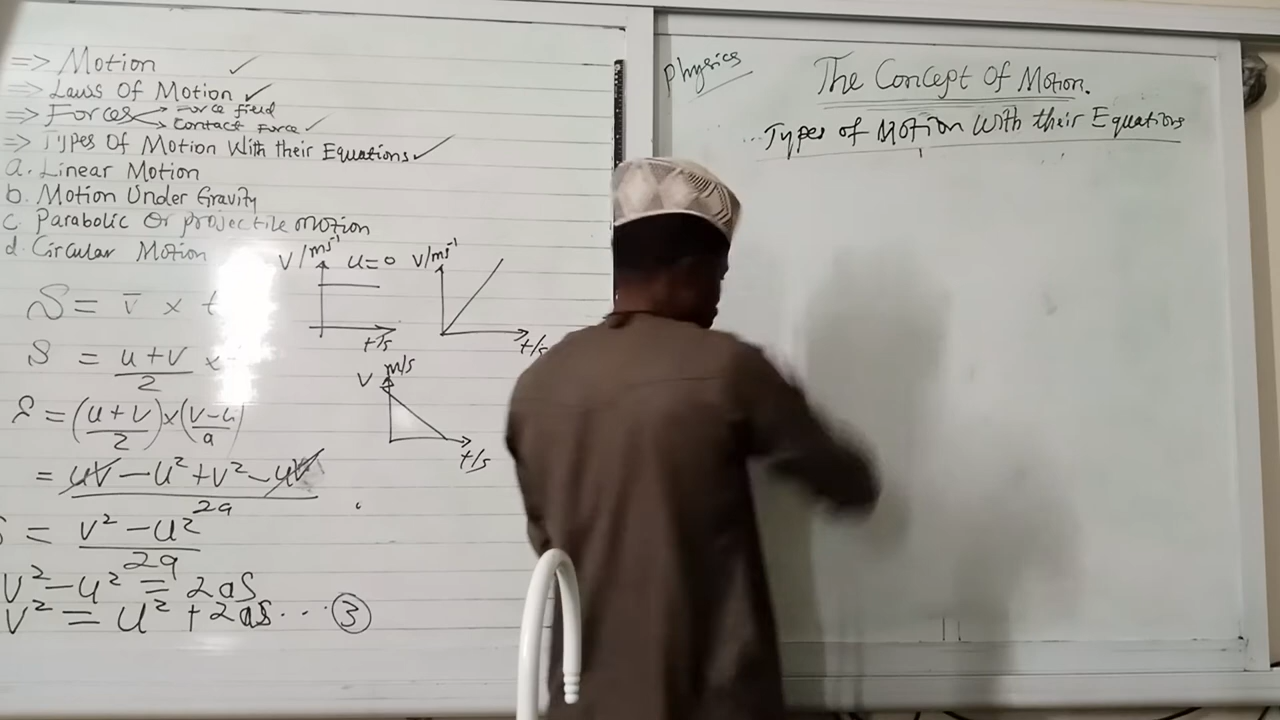 => Motion ✓
=> Laws Of Motion ✓
=> Forces → Force field
→ Contact Force ✓
=> Types Of Motion With their Equations ✓
a. Linear Motion
b. Motion Under Gravity
c. Parabolic Or projectile motion
d. Circular Motion
V/ms⁻¹ u=0
t/s
V/ms⁻¹
t/s
V m/s
t/s
S = v̄ × t
S = u+v/2 ×
S = (u+v/2)×(v-u/a)
= uv - u² + v² - uv/2a
S = v² - u²/2a
v² - u² = 2as
v² = u² + 2as ... ③
Physics
The Concept Of Motion.
... Types of Motion With their Equations